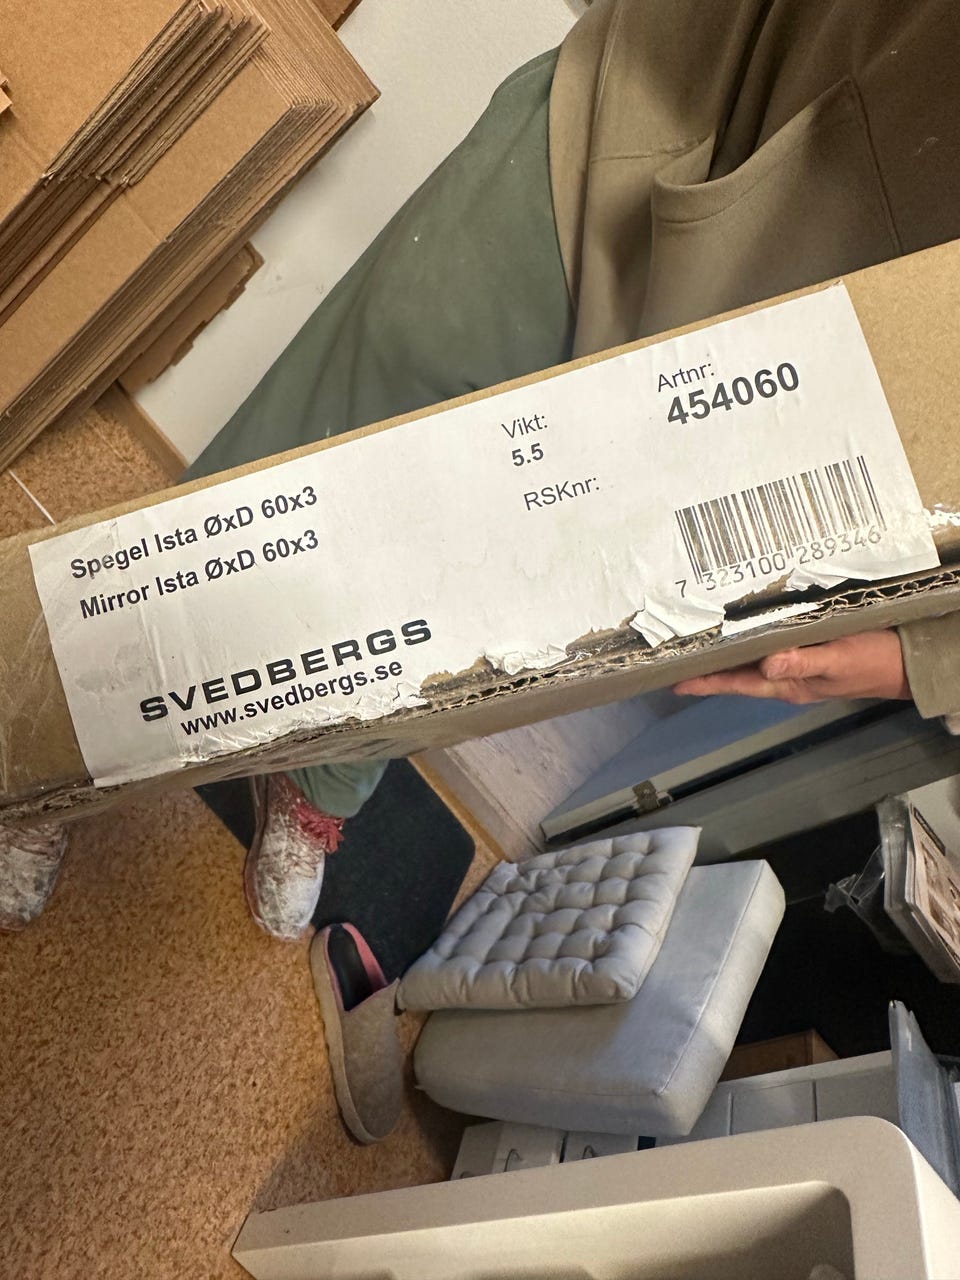 Spegel Ista ØxD 60x3
Mirror Ista ØxD 60x3
Vikt:
5.5
RSKnr:
Artnr:
454060
7 323100 289346
SVEDBERGS
www.svedbergs.se